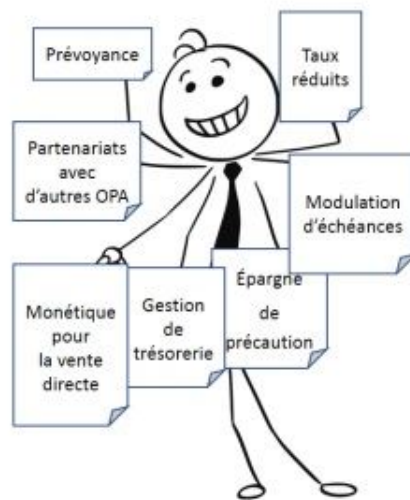 Prévoyance
Taux
réduits
Partenariats
avec
d'autres OPA
Modulation
d'échéances
Monétique
pour
la vente
directe
Gestion
de
trésorerie
Épargne
de
précaution